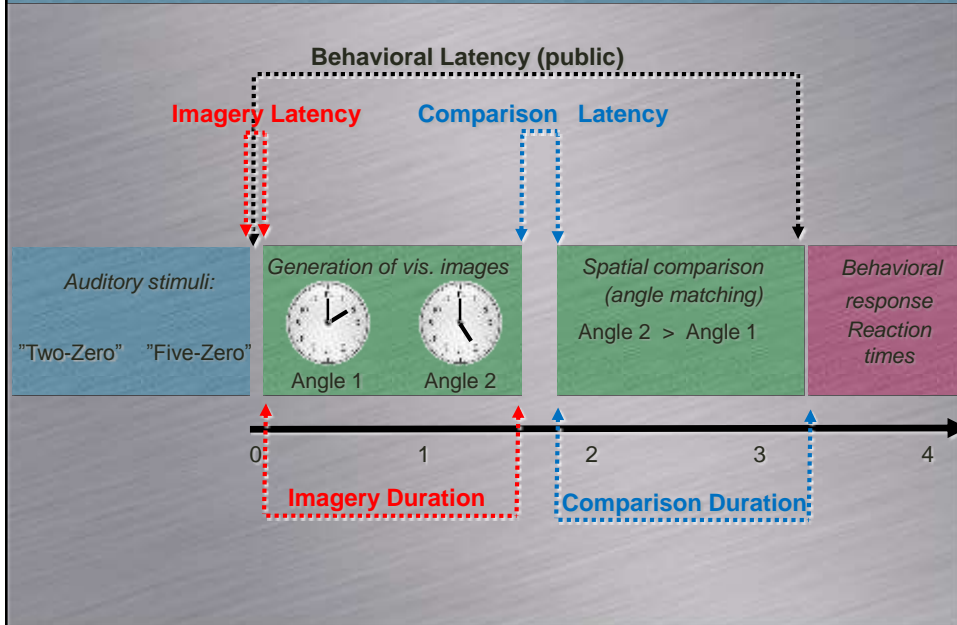 Behavioral Latency (public)
Imagery Latency
Comparison Latency
Auditory stimuli:
"Two-Zero" "Five-Zero"
Generation of vis. images
Angle 1 Angle 2
Spatial comparison
(angle matching)
Angle 2 > Angle 1
Behavioral
response
Reaction
times
0 1 2 3 4
Imagery Duration
Comparison Duration